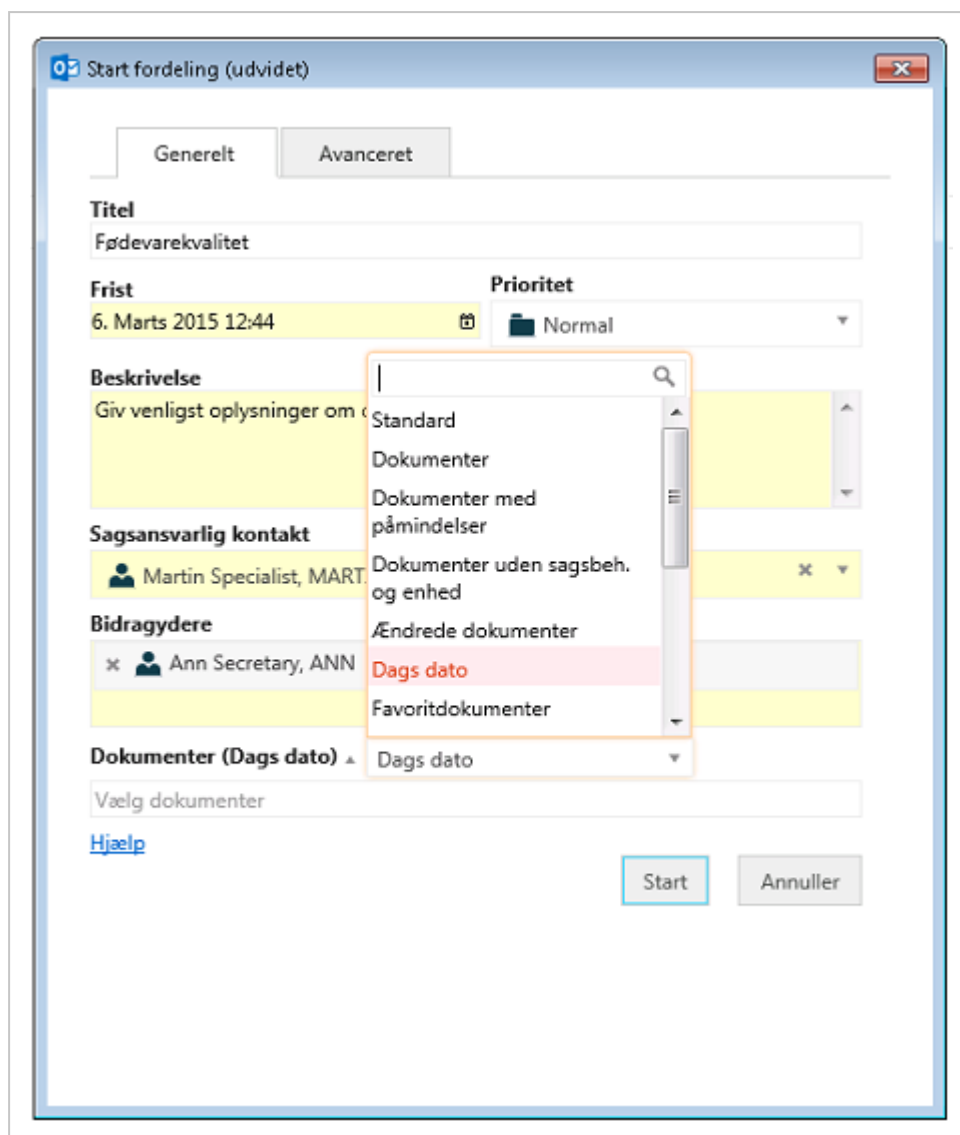 Start fordeling (udvidet)
Generelt
Avanceret
Titel
Fødevarekvalitet
Frist
Prioritet
6. Marts 2015 12:44
Normal
Beskrivelse
Giv venligst oplysninger om
Standard
Dokumenter
Dokumenter med
påmindelser
Dokumenter uden sagsbeh.
og enhed
Ændrede dokumenter
Dags dato
Favoritdokumenter
Sagsansvarlig kontakt
Martin Specialist, MART
Bidragydere
Ann Secretary, ANN
Dokumenter (Dags dato)
Dags dato
Vælg dokumenter
Hjælp
Start
Annuller